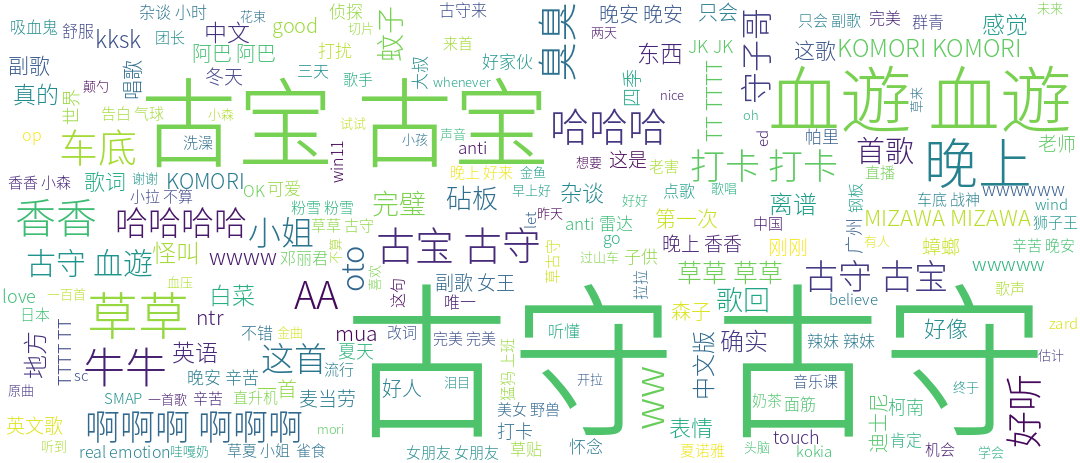 杂谈 小时
花束
古守来
侦探
切片
晚安 晚安
只会
只会 副歌
完美
群青
感觉
未来
吸血鬼
舒服
kksk
团长
中文
阿巴 阿巴
good
打扰
蚊子
来首
两天
好家伙
臭 臭
东西
JK JK
守子哥
这歌
KOMORI KOMORI
副歌
颠勺
唱歌
冬天
三天
歌手
大叔
whenever
四季
nice
TT TTTT
真的
世界
告白 气球
小森
古宝 古宝
试试
小孩
声音
血遊 血遊
草来
oh
op
车底
洗澡
win11
anti
哈哈哈
想要
这是
老害
ed
帕里
首歌
直播
晚上
老师
香香 小森
歌词
谢谢
KOMORI
OK
可爱
晚上 好来
金鱼
早上好
杂谈
好好
点歌
歌唱
打卡 打卡
离谱
wwwwww
wind
香香
哈哈哈哈
小拉 不算
粉雪 粉雪
完璧
砧板
let
昨天
anti 雷达
第一次
中国
广州
钢板
车底 战神
MIZAWA MIZAWA
狮子王
古守 血遊
怪叫
小姐
草草 古守
不算
古宝 古守
go
过山车
子供
晚上 香香
刚刚
有人
蟑螂
辛苦 晚安
wwww
邓丽君
oto
喜欢
草古守
拉拉
草草 草草
古守 古宝
wwwww
love
一百首
血压
白菜
AA
这句
副歌 女王
唯一
歌回
believe
歌声
日本
草草
ntr
森子
zard
地方
TTTT TT
牛牛
英语
不错
金曲
这首
mua
改词
夏天
完美 完美
古守 古守
听懂
中文版
确实
辣妹 辣妹
好像
估计
sc
晚安 辛苦
流行
好人
泪目
猛犸 上班
开拉
WWW
音乐课
终于
原曲
SMAP
一首歌
辛苦
直升机
一首
麦当劳
美女 野兽
奶茶
面筋
迪士尼
柯南
好听
英文歌
啊啊啊 啊啊啊
mori
打卡
表情
touch
肯定
听到
real emotion
哇嘎奶
草夏 小姐
雀食
女朋友 女朋友
草贴
怀念
夏诺雅
头脑
kokia
机会
学会